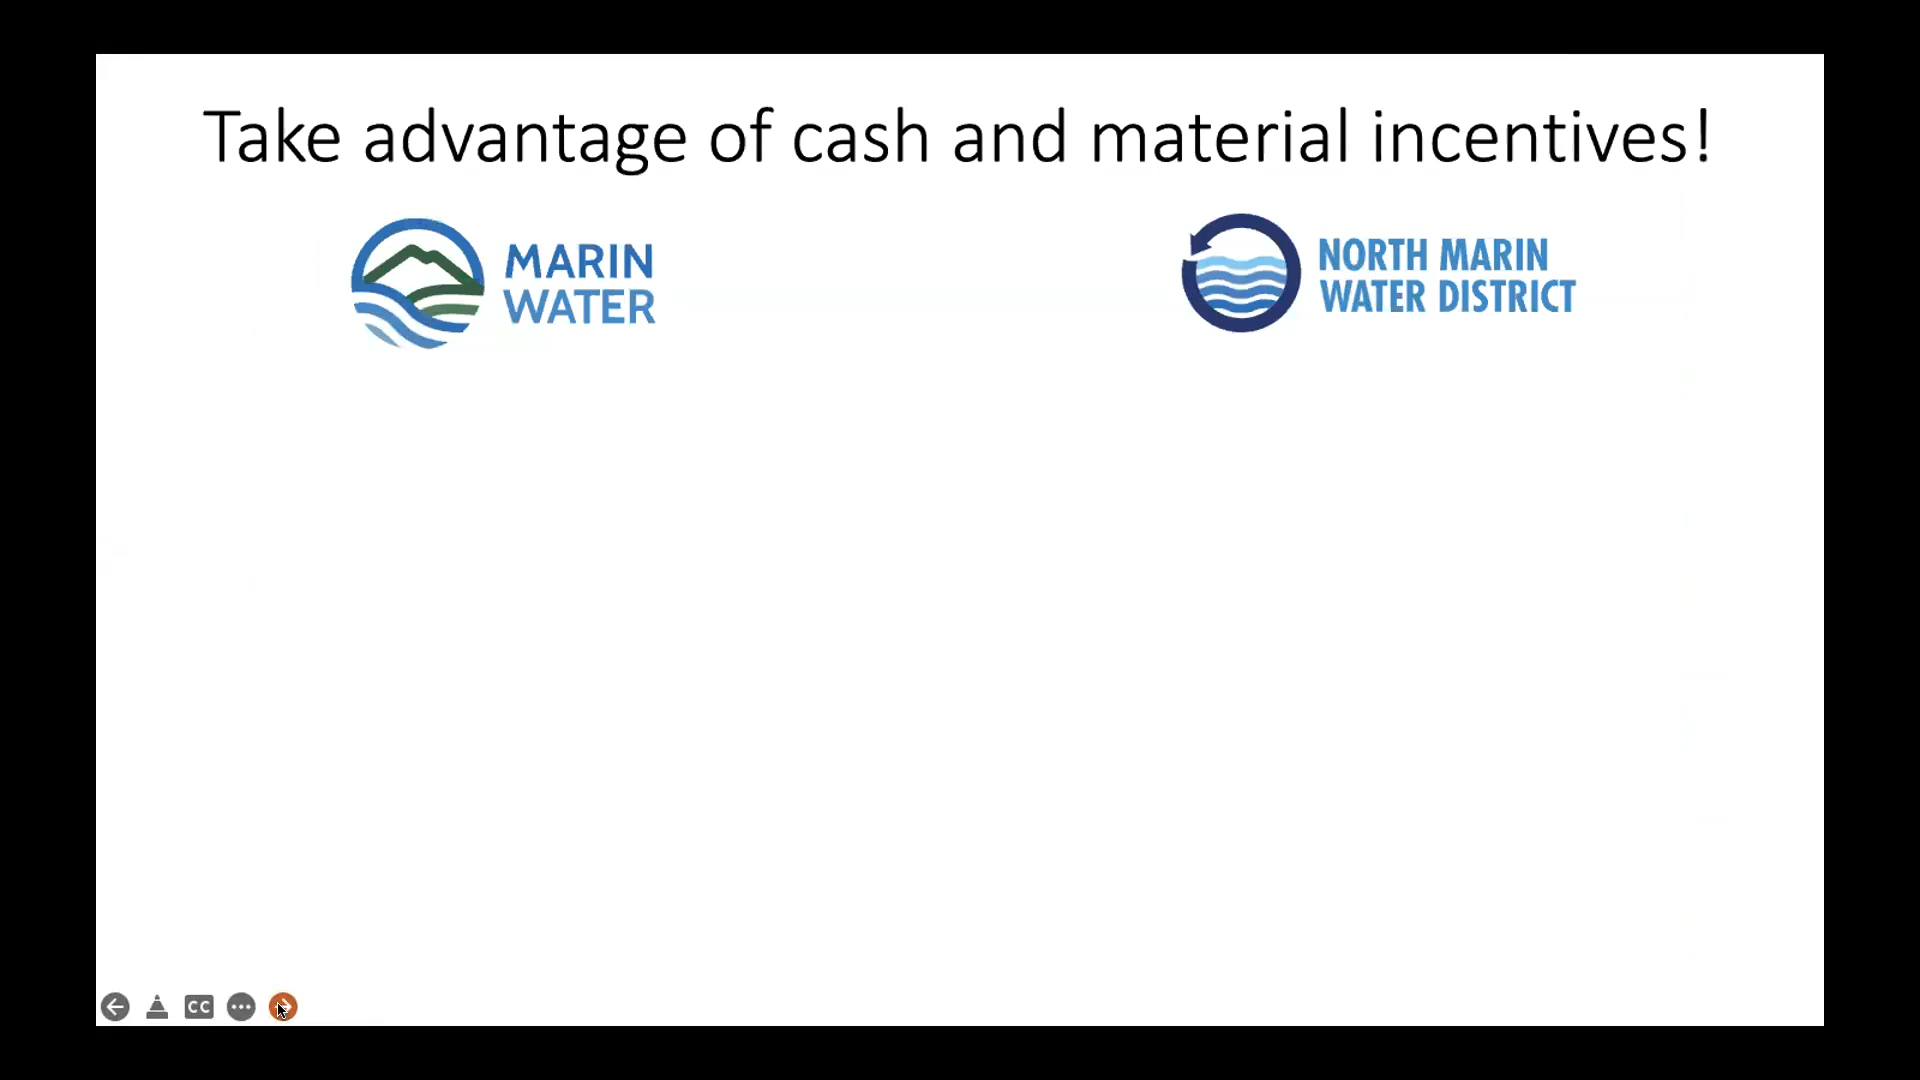 Take advantage of cash and material incentives!
MARIN
WATER
NORTH MARIN
WATER DISTRICT
CC